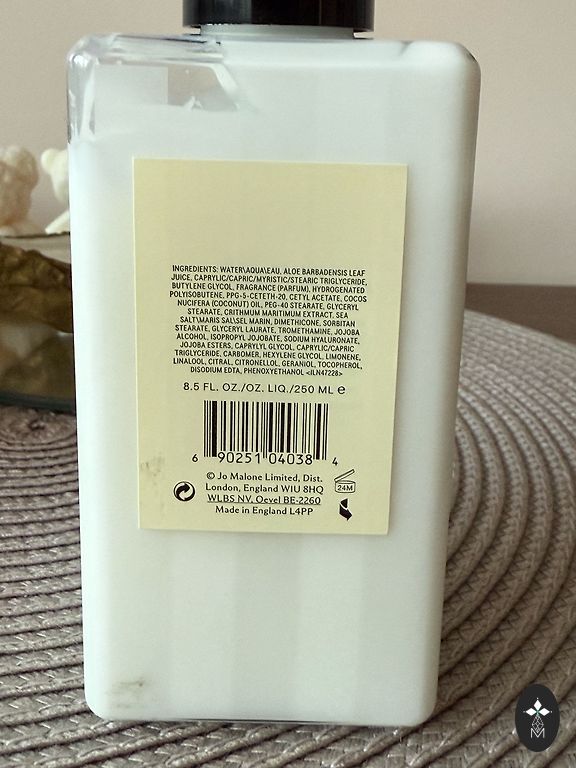 INGREDIENTS: WATER\AQUA\EAU, ALOE BARBADENSIS LEAF
JUICE, CAPRYLIC/CAPRIC/MYRISTIC/STEARIC TRIGLYCERIDE,
BUTYLENE GLYCOL, FRAGRANCE (PARFUM), HYDROGENATED
POLYISOBUTENE, PPG-5-CETETH-20, CETYL ACETATE, COCOS
NUCIFERA (COCONUT) OIL, PEG-40 STEARATE, GLYCERYL
STEARATE, CRITHMUM MARITIMUM EXTRACT, SEA
SALT\MARIS SAL\SEL MARIN, DIMETHICONE, SORBITAN
STEARATE, GLYCERYL LAURATE, TROMETHAMINE, JOJOBA
ALCOHOL, ISOPROPYL JOJOBATE, SODIUM HYALURONATE,
JOJOBA ESTERS, CAPRYLYL GLYCOL, CAPRYLIC/CAPRIC
TRIGLYCERIDE, CARBOMER, HEXYLENE GLYCOL, LIMONENE,
LINALOOL, CITRAL, CITRONELLOL, GERANIOL, TOCOPHEROL,
DISODIUM EDTA, PHENOXYETHANOL <ILN47228>
8.5 FL. OZ./OZ. LIQ./250 ML ℮
6 90251 04038 4
© Jo Malone Limited, Dist.
London, England W1U 8HQ
WLBS NV, Oevel BE-2260
Made in England L4PP
24M
M